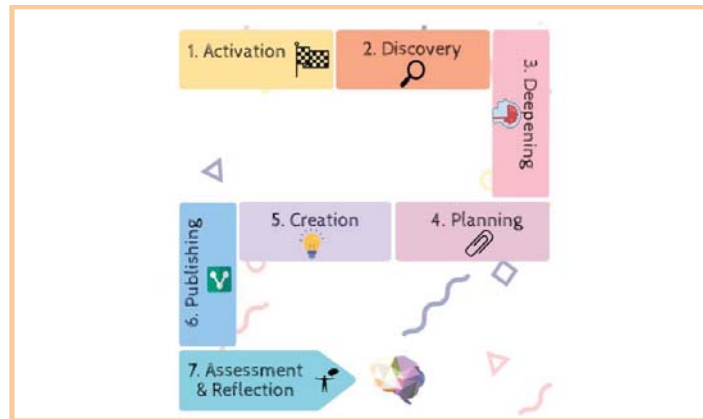 1. Activation
2. Discovery
3. Deepening
4. Planning
5. Creation
6. Publishing
7. Assessment
& Reflection